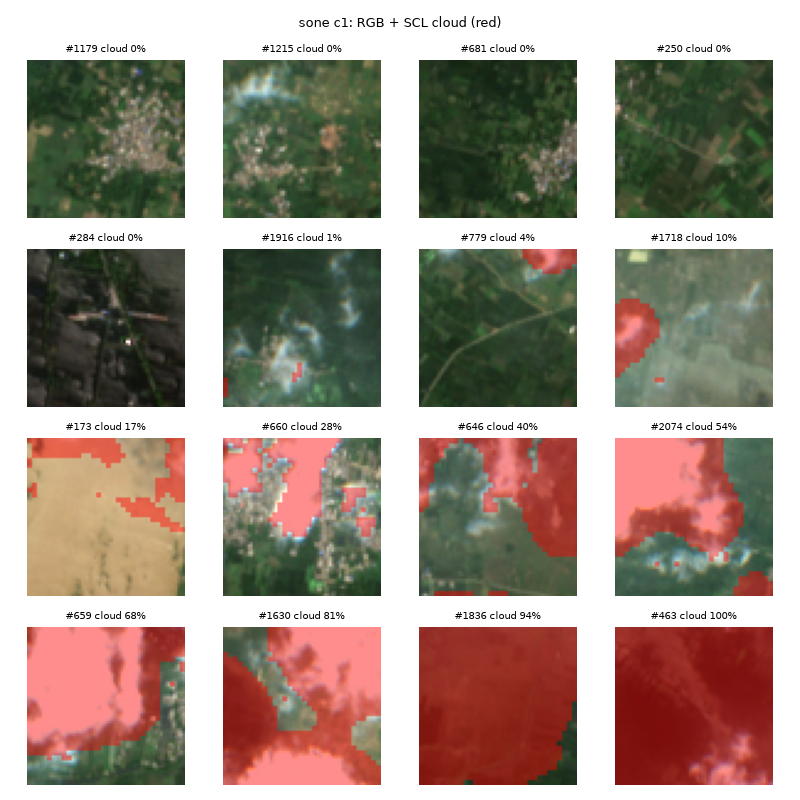 sone c1: RGB + SCL cloud (red)
#1179 cloud 0%
#1215 cloud 0%
#681 cloud 0%
#250 cloud 0%
#284 cloud 0%
#1916 cloud 1%
#779 cloud 4%
#1718 cloud 10%
#173 cloud 17%
#660 cloud 28%
#646 cloud 40%
#2074 cloud 54%
#659 cloud 68%
#1630 cloud 81%
#1836 cloud 94%
#463 cloud 100%